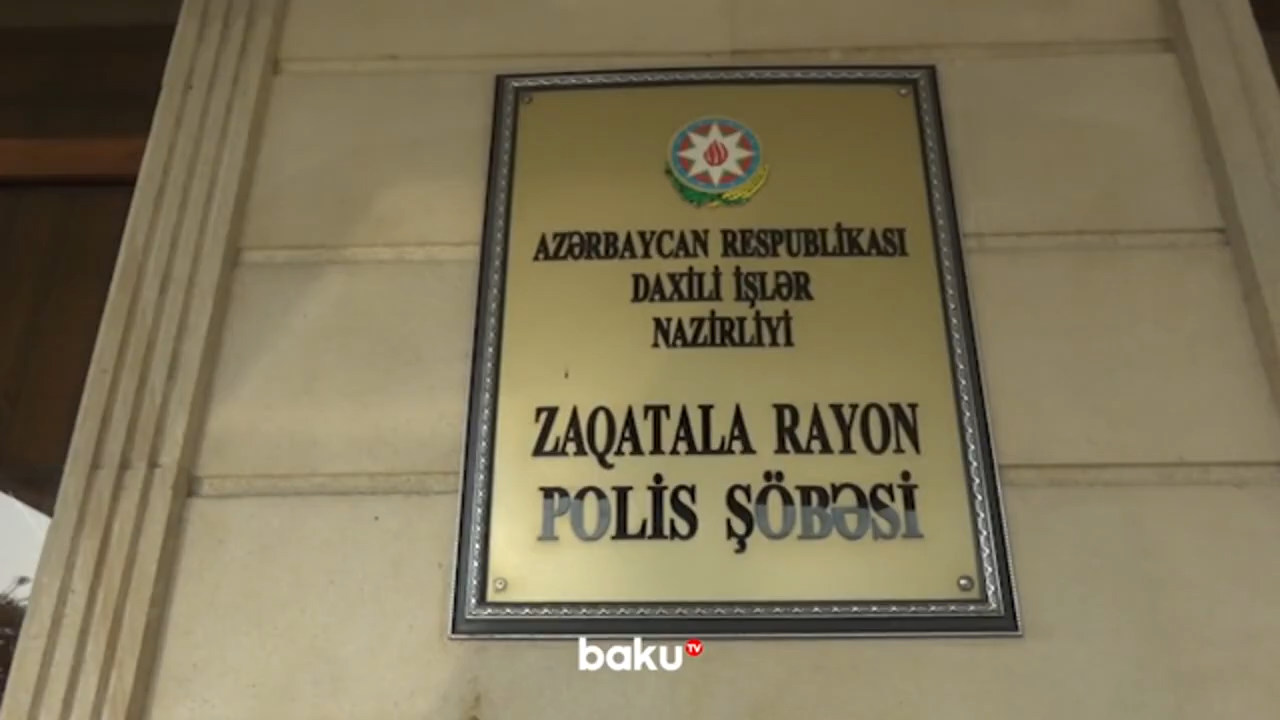 AZƏRBAYCAN RESPUBLİKASI
DAXİLİ İŞLƏR
NAZİRLİYİ
ZAQATALA RAYON
POLİS ŞÖBƏSİ
baku TV